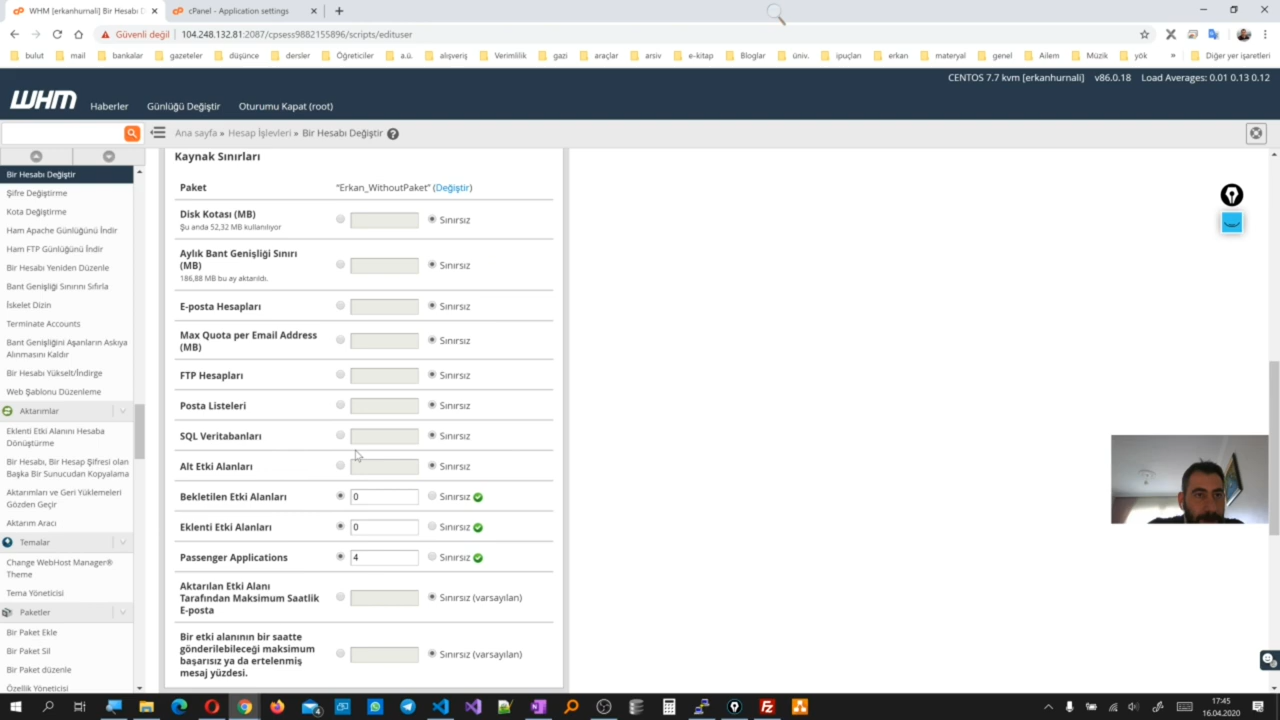 WHM [erkanhurnali] Bir Hesabı D
cPanel - Application settings
Güvenli değil
104.248.132.81:2087/cpsess9882155896/scripts/edituser
bulut
mail
bankalar
gazeteler
düşünce
dersler
Öğreticiler
a.ü.
alışveriş
Verimlilik
gazi
araçlar
arsiv
e-kitap
Bloglar
üniv.
ipuçları
erkan
materyal
genel
Ailem
Müzik
yök
»
Diğer yer işaretleri
CENTOS 7.7 kvm [erkanhurnali] v86.0.18 Load Averages: 0.01 0.13 0.12
WHM
Haberler
Günlüğü Değiştir
Oturumu Kapat (root)
Ana sayfa » Hesap İşlevleri » Bir Hesabı Değiştir
Bir Hesabı Değiştir
Şifre Değiştirme
Kota Değiştirme
Ham Apache Günlüğünü İndir
Ham FTP Günlüğünü İndir
Bir Hesabı Yeniden Düzenle
Bant Genişliği Sınırını Sıfırla
İskelet Dizin
Terminate Accounts
Bant Genişliğini Aşanların Askıya
Alınmasını Kaldır
Bir Hesabı Yükselt/İndirge
Web Şablonu Düzenleme
Aktarımlar
Eklenti Etki Alanını Hesaba
Dönüştürme
Bir Hesabı, Bir Hesap Şifresi olan
Başka Bir Sunucudan Kopyalama
Aktarımları ve Geri Yüklemeleri
Gözden Geçir
Aktarım Aracı
Temalar
Change WebHost Manager®
Theme
Tema Yöneticisi
Paketler
Bir Paket Ekle
Bir Paket Sil
Bir Paket düzenle
Özellik Yöneticisi
Kaynak Sınırları
Paket
“Erkan_WithoutPaket” (Değiştir)
Disk Kotası (MB)
Şu anda 52,32 MB kullanılıyor
Sınırsız
Aylık Bant Genişliği Sınırı
(MB)
186,88 MB bu ay aktarıldı.
Sınırsız
E-posta Hesapları
Sınırsız
Max Quota per Email Address
(MB)
Sınırsız
FTP Hesapları
Sınırsız
Posta Listeleri
Sınırsız
SQL Veritabanları
Sınırsız
Alt Etki Alanları
Sınırsız
Bekletilen Etki Alanları
0
Sınırsız
Eklenti Etki Alanları
0
Sınırsız
Passenger Applications
4
Sınırsız
Aktarılan Etki Alanı
Tarafından Maksimum Saatlik
E-posta
Sınırsız (varsayılan)
Bir etki alanının bir saatte
gönderilebileceği maksimum
başarısız ya da ertelenmiş
mesaj yüzdesi.
Sınırsız (varsayılan)
17:45
16.04.2020